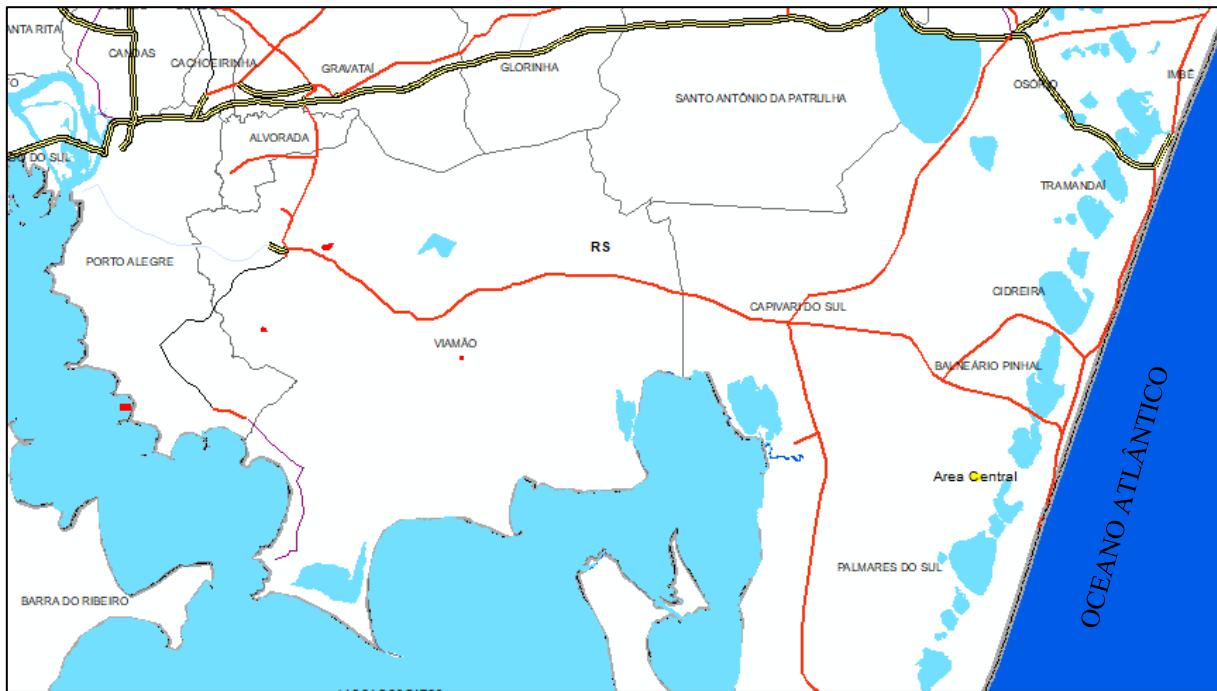 ANTA RITA
CANOAS
CACHOEIRINHA
GRAVATAÍ
GLORINHA
IMBÉ
OSÓRIO
SANTO ANTÔNIO DA PATRULHA
ALVORADA
DO SUL
TRAMANDAÍ
RS
PORTO ALEGRE
CIDREIRA
CAPIVARI DO SUL
VIAMÃO
BALNEÁRIO PINHAL
OCEANO ATLÂNTICO
Area Central
PALMARES DO SUL
BARRA DO RIBEIRO